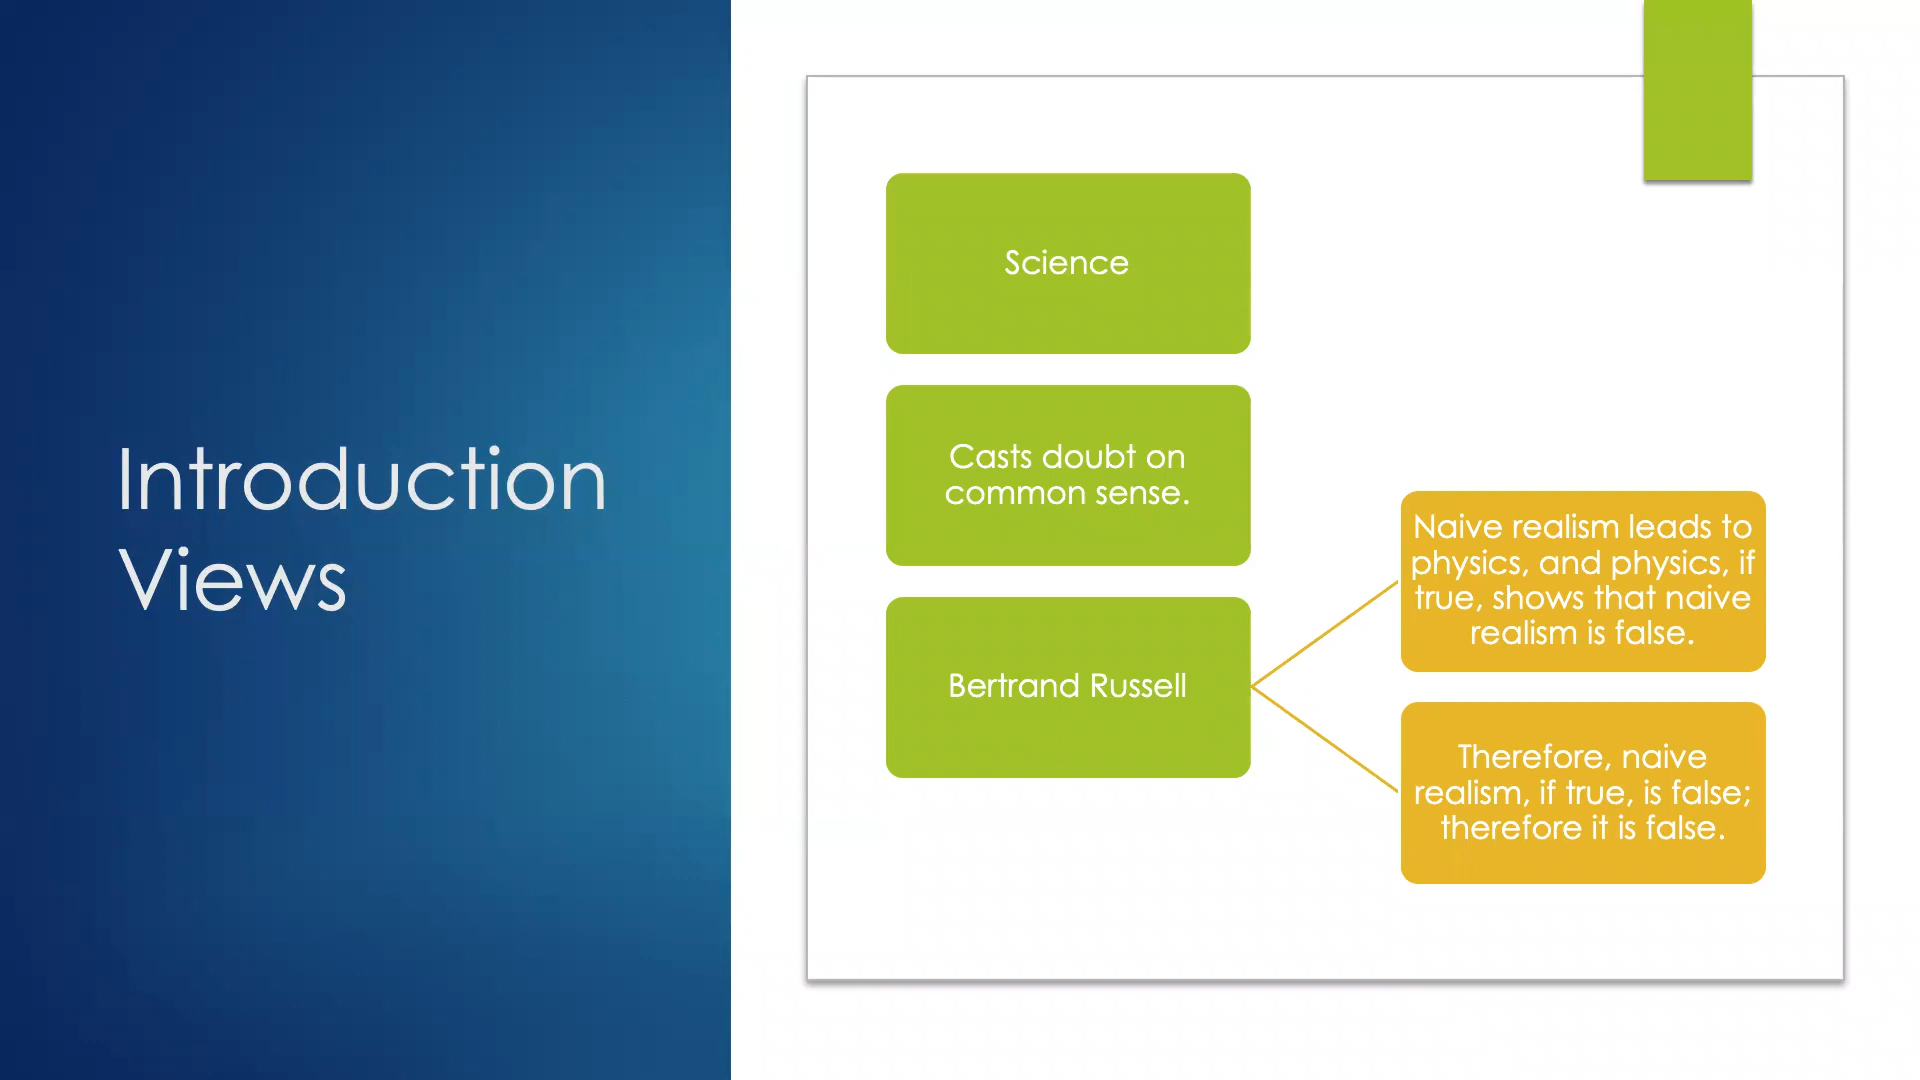 Introduction
Views
Science
Casts doubt on
common sense.
Bertrand Russell
Naive realism leads to
physics, and physics, if
true, shows that naive
realism is false.
Therefore, naive
realism, if true, is false;
therefore it is false.